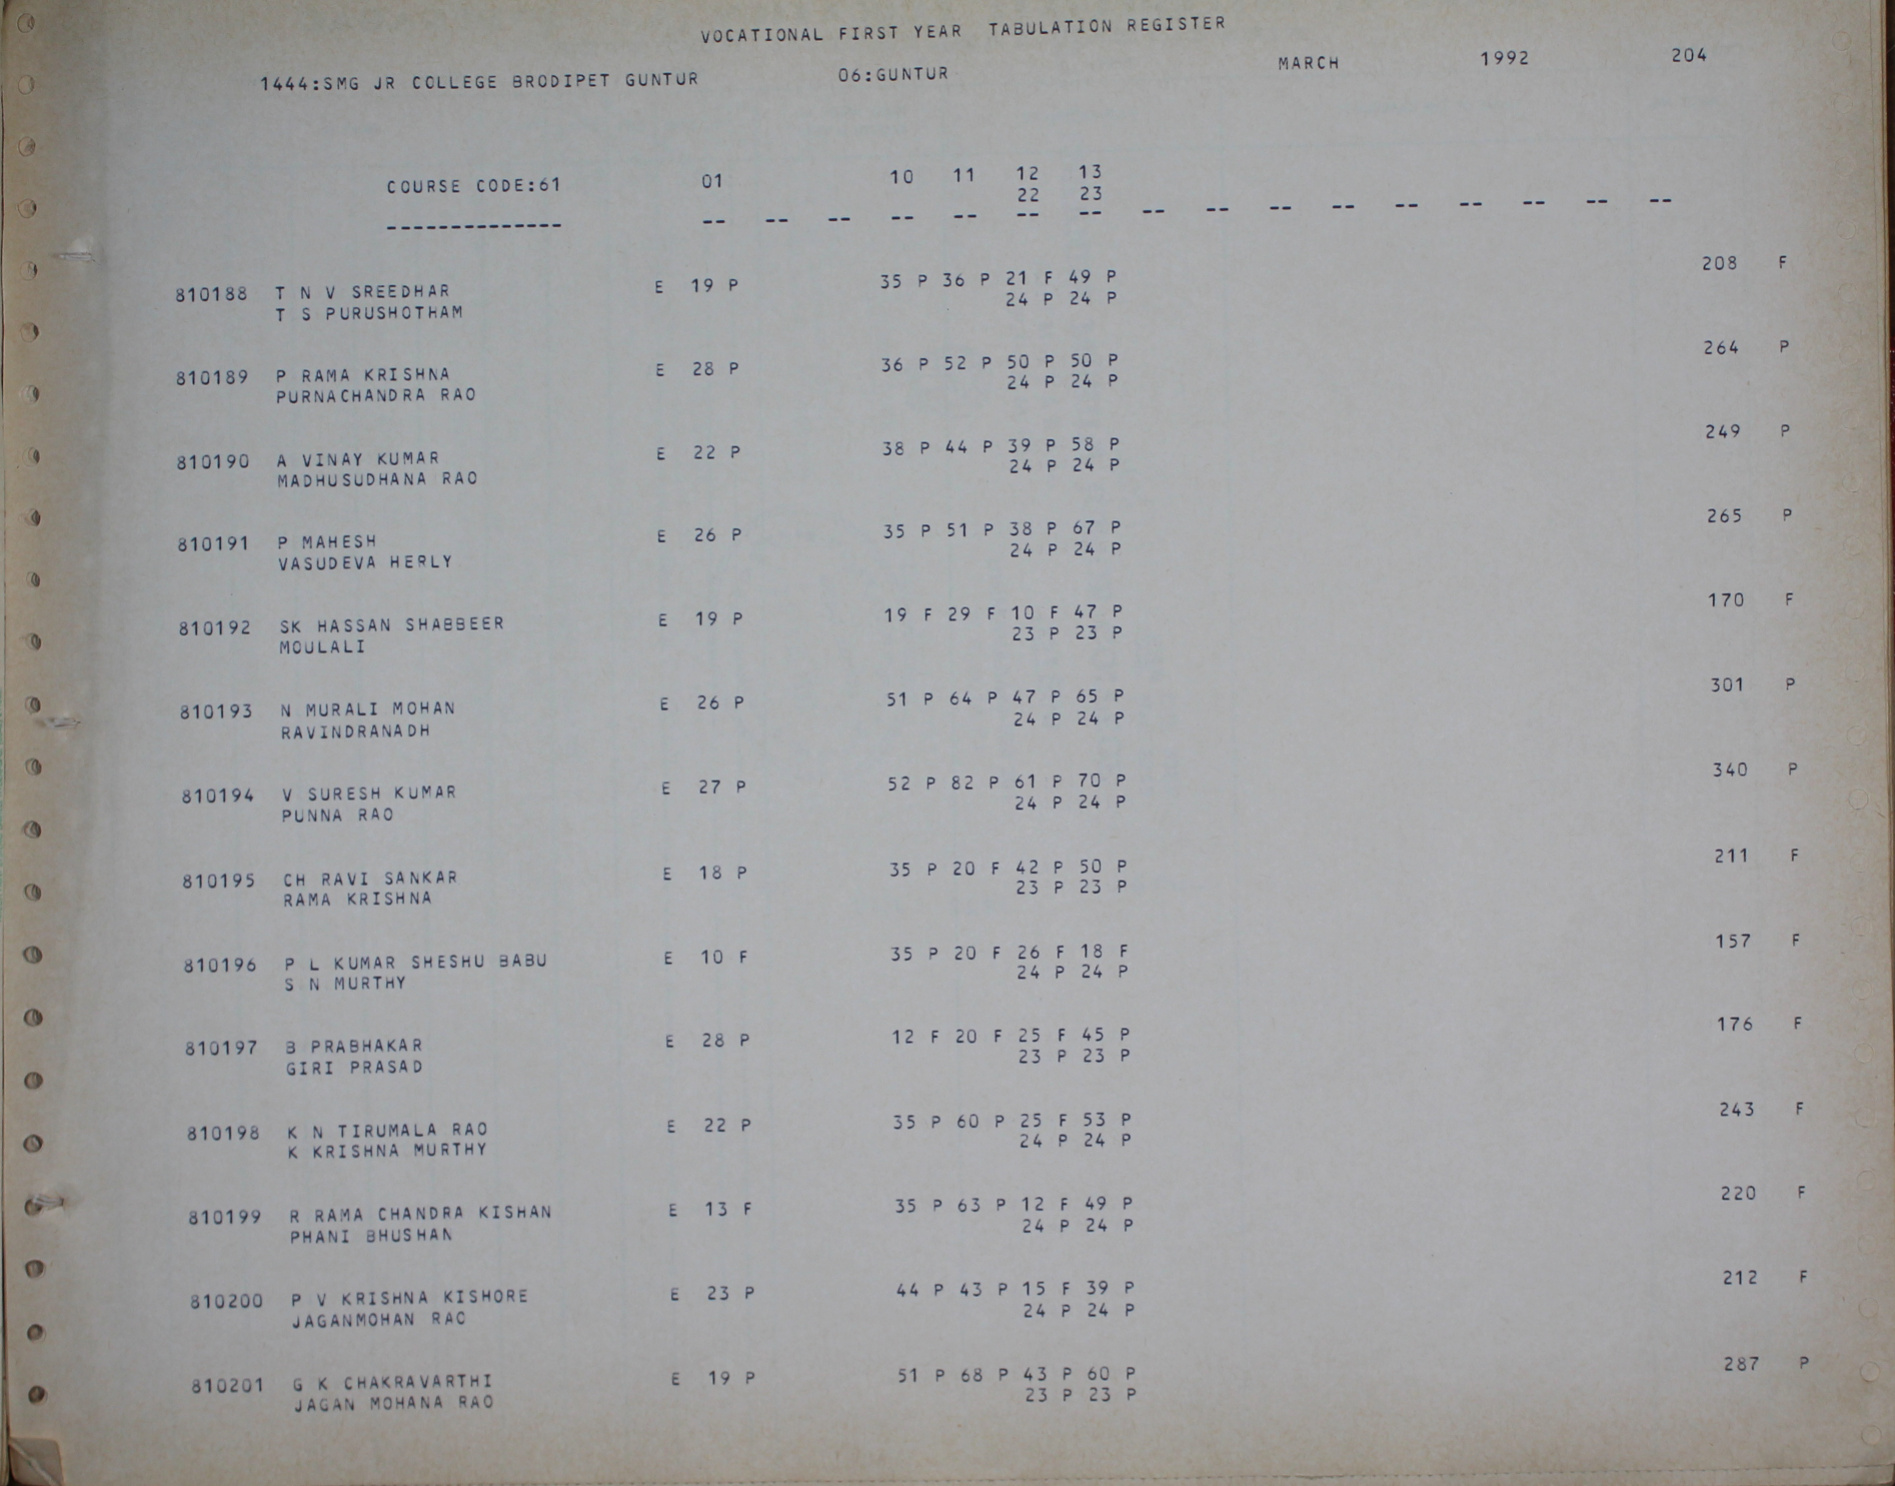 VOCATIONAL FIRST YEAR TABULATION REGISTER
1444:SMG JR COLLEGE BRODIPET GUNTUR 06:GUNTUR MARCH 1992 204
COURSE CODE:61 01 10 11 12 13
22 23
-------------- -- -- -- -- -- -- -- -- -- -- -- -- -- -- -- --
810188 T N V SREEDHAR E 19 P 35 P 36 P 21 F 49 P 208 F
T S PURUSHOTHAM 24 P 24 P
810189 P RAMA KRISHNA E 28 P 36 P 52 P 50 P 50 P 264 P
PURNACHANDRA RAO 24 P 24 P
810190 A VINAY KUMAR E 22 P 38 P 44 P 39 P 58 P 249 P
MADHUSUDHANA RAO 24 P 24 P
810191 P MAHESH E 26 P 35 P 51 P 38 P 67 P 265 P
VASUDEVA HERLY 24 P 24 P
810192 SK HASSAN SHABBEER E 19 P 19 F 29 F 10 F 47 P 170 F
MOULALI 23 P 23 P
810193 N MURALI MOHAN E 26 P 51 P 64 P 47 P 65 P 301 P
RAVINDRANADH 24 P 24 P
810194 V SURESH KUMAR E 27 P 52 P 82 P 61 P 70 P 340 P
PUNNA RAO 24 P 24 P
810195 CH RAVI SANKAR E 18 P 35 P 20 F 42 P 50 P 211 F
RAMA KRISHNA 23 P 23 P
810196 P L KUMAR SHESHU BABU E 10 F 35 P 20 F 26 F 18 F 157 F
S N MURTHY 24 P 24 P
810197 B PRABHAKAR E 28 P 12 F 20 F 25 F 45 P 176 F
GIRI PRASAD 23 P 23 P
810198 K N TIRUMALA RAO E 22 P 35 P 60 P 25 F 53 P 243 F
K KRISHNA MURTHY 24 P 24 P
810199 R RAMA CHANDRA KISHAN E 13 F 35 P 63 P 12 F 49 P 220 F
PHANI BHUSHAN 24 P 24 P
810200 P V KRISHNA KISHORE E 23 P 44 P 43 P 15 F 39 P 212 F
JAGANMOHAN RAO 24 P 24 P
810201 G K CHAKRAVARTHI E 19 P 51 P 68 P 43 P 60 P 287 P
JAGAN MOHANA RAO 23 P 23 P